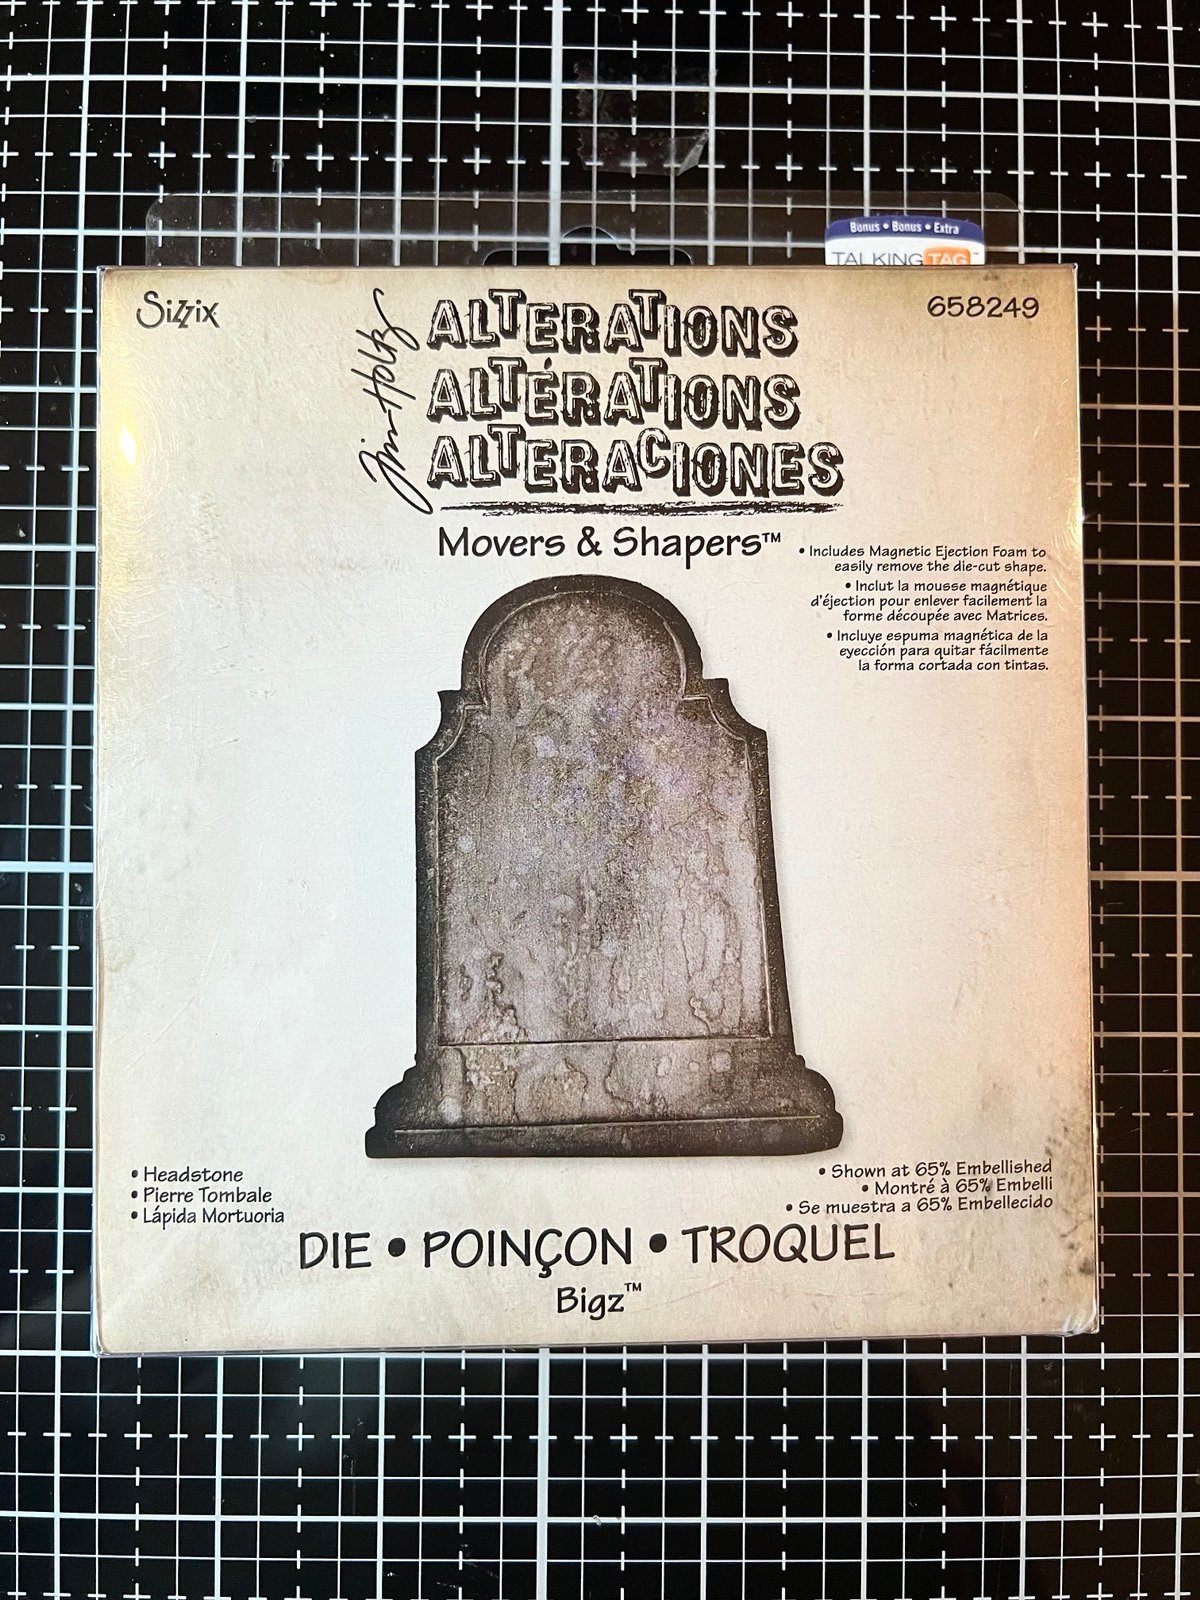 Bonus • Bonus • Extra
TALKING TAG™
Sizzix
658249
Tim Holtz
ALTERATIONS
ALTÉRATIONS
ALTERACIONES
Movers & Shapers™
• Includes Magnetic Ejection Foam to
easily remove the die-cut shape.
• Inclut la mousse magnétique
d'éjection pour enlever facilement la
forme découpée avec Matrices.
• Incluye espuma magnética de la
eyección para quitar fácilmente
la forma cortada con tintas.
• Headstone
• Pierre Tombale
• Lápida Mortuoria
• Shown at 65% Embellished
• Montré à 65% Embelli
• Se muestra a 65% Embellecido
DIE • POINÇON • TROQUEL
Bigz™